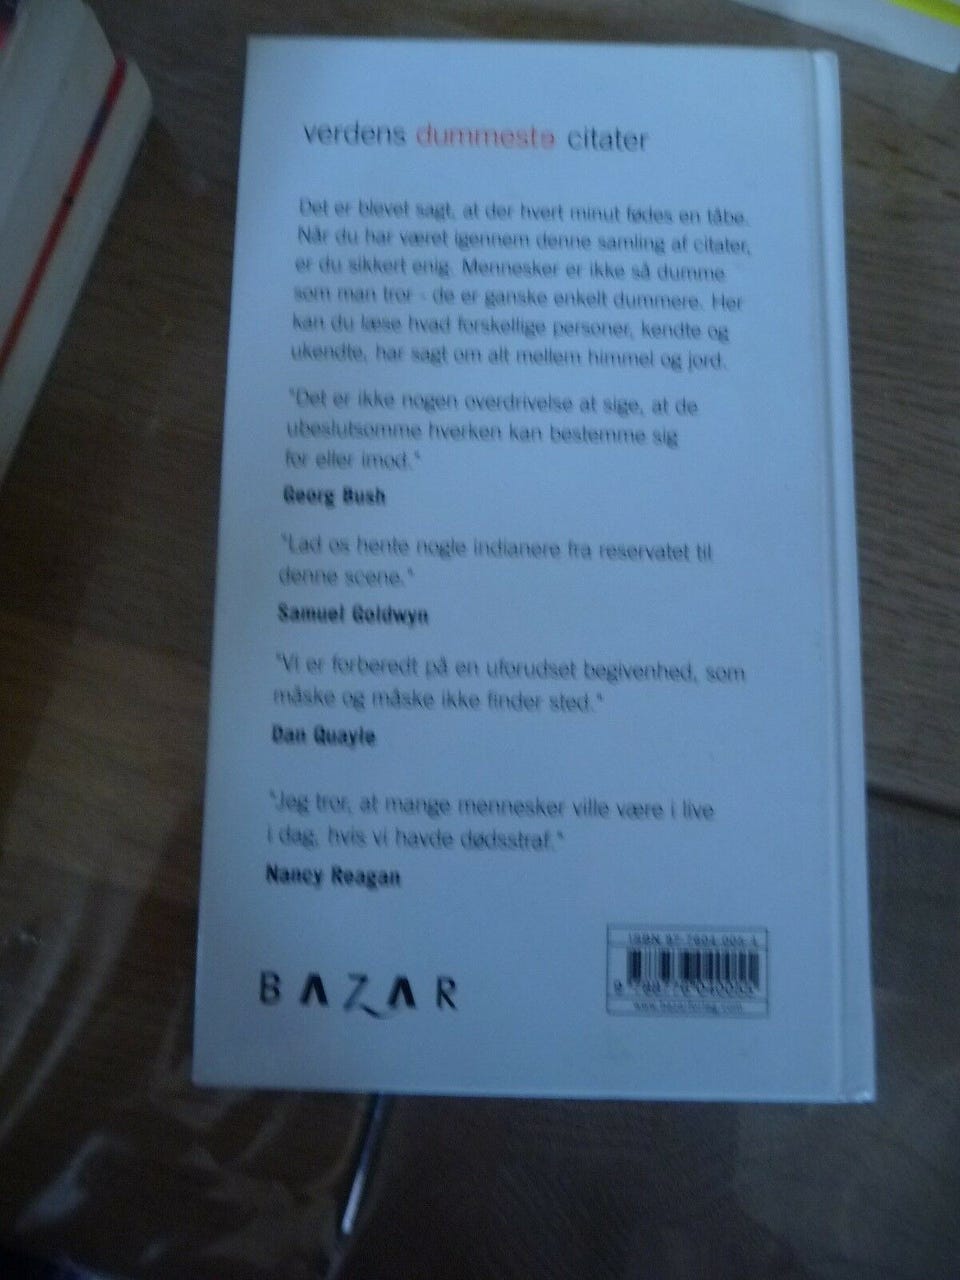 verdens dummeste citater
Det er blevet sagt, at der hvert minut fødes en tåbe.
Når du har været igennem denne samling af citater,
er du sikkert enig. Mennesker er ikke så dumme
som man tror - de er ganske enkelt dummere. Her
kan du læse hvad forskellige personer, kendte og
ukendte, har sagt om alt mellem himmel og jord.
"Det er ikke nogen overdrivelse at sige, at de
ubeslutsomme hverken kan bestemme sig
for eller imod."
Georg Bush
"Lad os hente nogle indianere fra reservatet til
denne scene."
Samuel Goldwyn
"Vi er forberedt på en uforudset begivenhed, som
måske og måske ikke finder sted."
Dan Quayle
"Jeg tror, at mange mennesker ville være i live
i dag, hvis vi havde dødsstraf."
Nancy Reagan
BAZAR
ISBN